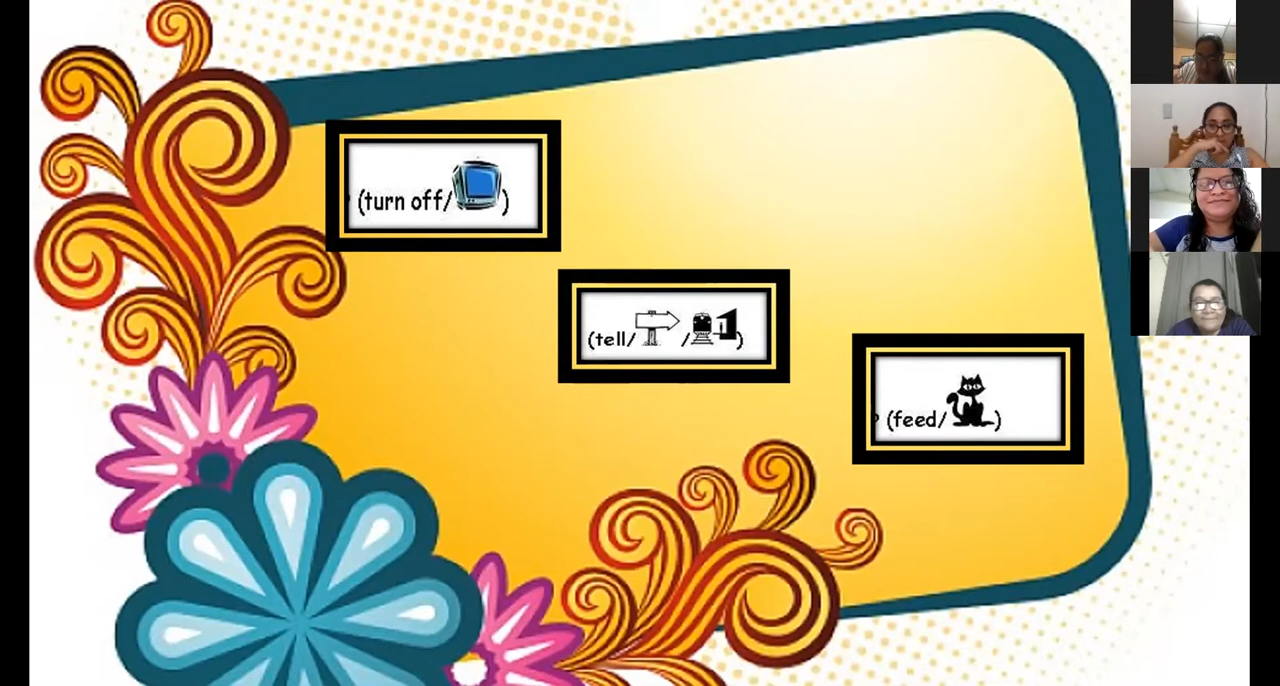 (turn off/ )
(tell/ / )
(feed/ )